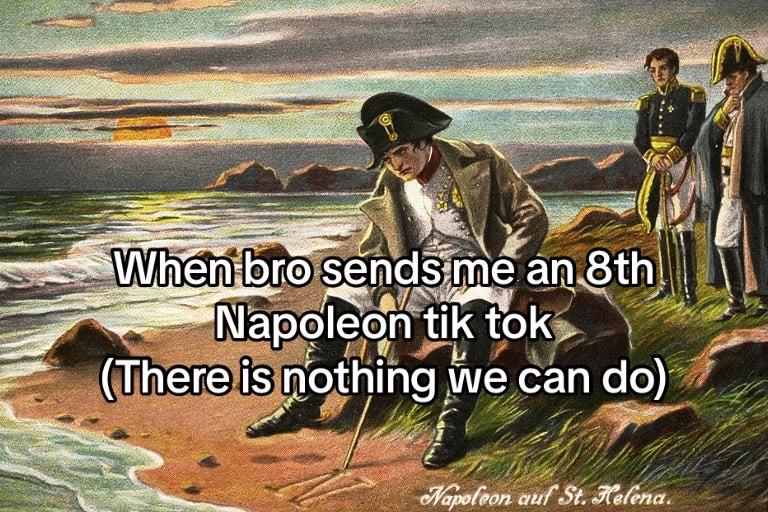 When bro sends me an 8th
Napoleon tik tok
(There is nothing we can do)
Napoleon auf St. Helena.